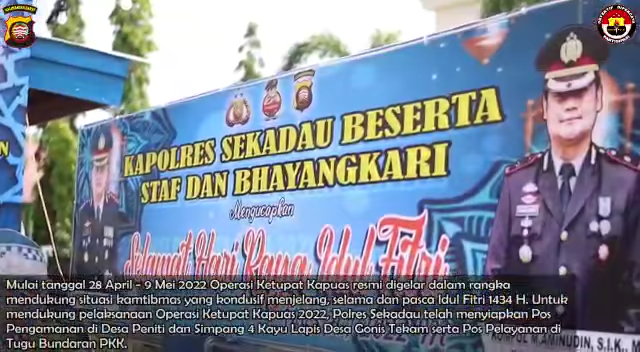 KAPOLRES SEKADAU BESERTA
STAF DAN BHAYANGKARI
Mengucapkan
Selamat Hari Raya Idul Fitri
Mulai tanggal 28 April - 9 Mei 2022 Operasi Ketupat Kapuas resmi digelar dalam rangka
mendukung situasi kamtibmas yang kondusif menjelang, selama dan pasca Idul Fitri 1434 H. Untuk
mendukung pelaksanaan Operasi Ketupat Kapuas 2022, Polres Sekadau telah menyiapkan Pos
Pengamanan di Desa Peniti dan Simpang 4 Kayu Lapis Desa Gonis Tekam serta Pos Pelayanan di
Tugu Bundaran PKK.
AMINUDIN, S.I.K.,